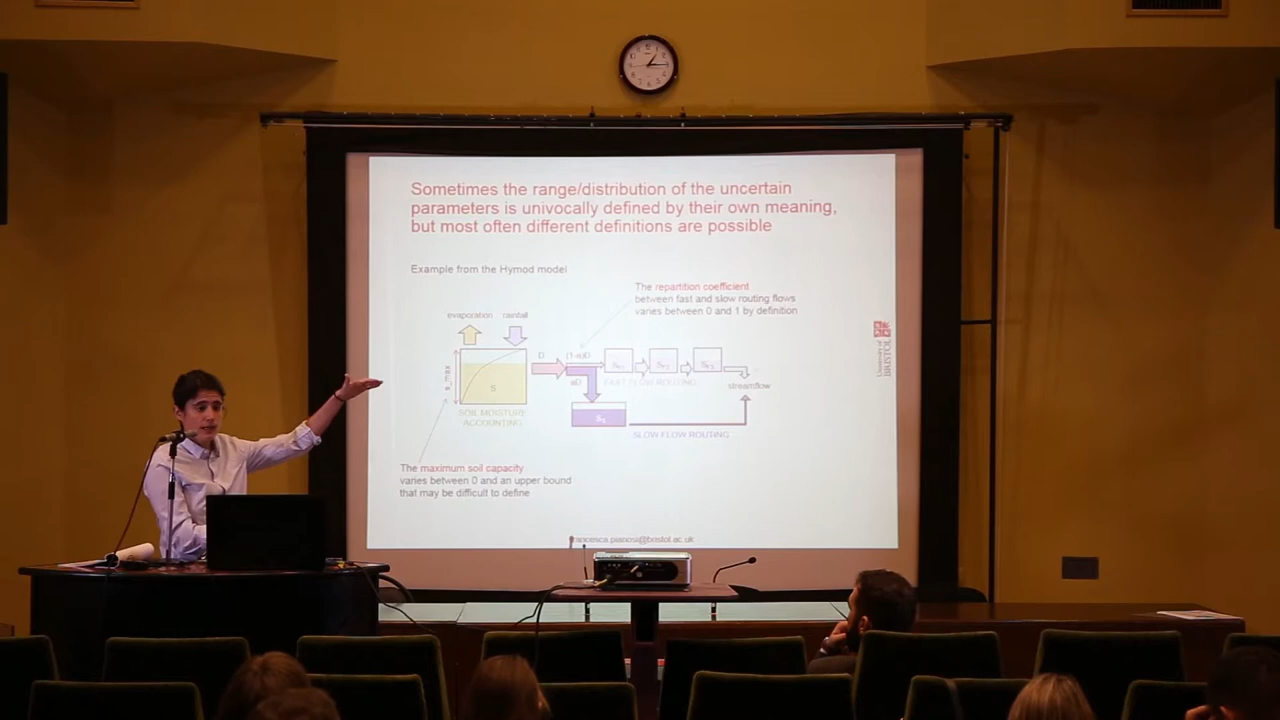 Sometimes the range/distribution of the uncertain
parameters is univocally defined by their own meaning,
but most often different definitions are possible
Example from the Hymod model
The repartition coefficient
between fast and slow routing flows
varies between 0 and 1 by definition
evaporation rainfall
D
(1-α)D
αD
s_max
S
FAST FLOW ROUTING
streamflow
SOIL MOISTURE
ACCOUNTING
SLOW FLOW ROUTING
The maximum soil capacity
varies between 0 and an upper bound
that may be difficult to define
University of
BRISTOL
francesca.pianosi@bristol.ac.uk